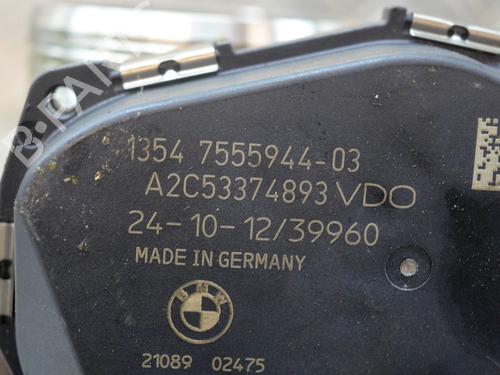 B-PARTS
1354 7555944-03
A2C53374893 VDO
24-10-12/39960
MADE IN GERMANY
BMW
21089 02475